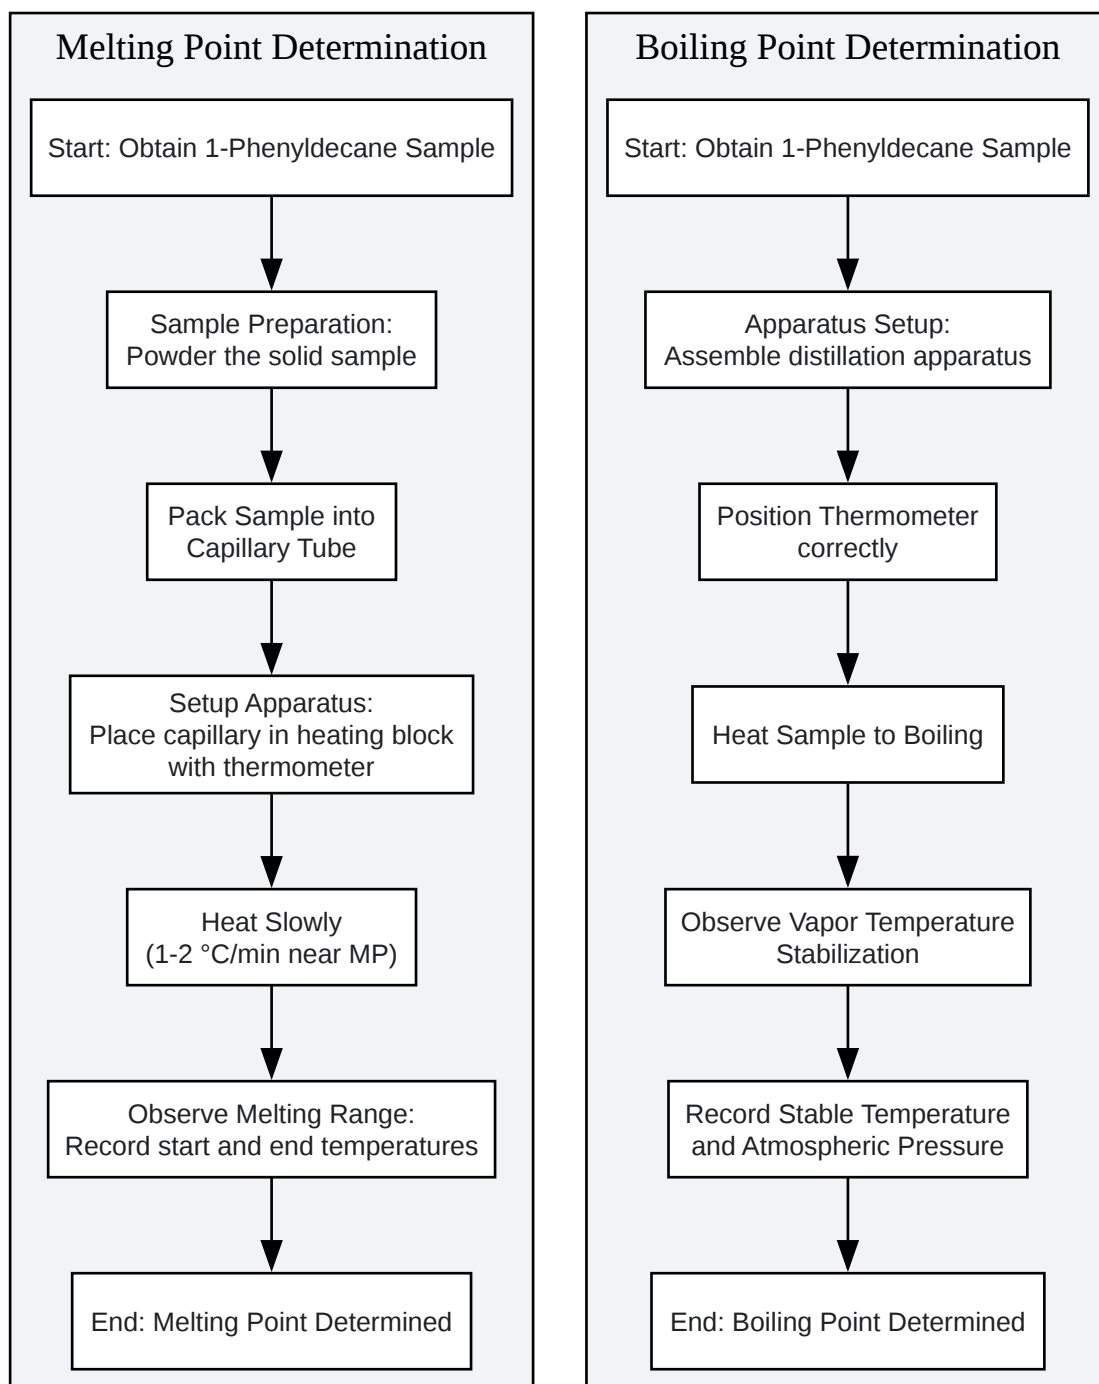 Melting Point Determination
Start: Obtain 1-Phenyldecane Sample
Sample Preparation:
Powder the solid sample
Pack Sample into
Capillary Tube
Setup Apparatus:
Place capillary in heating block
with thermometer
Heat Slowly
(1-2 °C/min near MP)
Observe Melting Range:
Record start and end temperatures
End: Melting Point Determined
Boiling Point Determination
Start: Obtain 1-Phenyldecane Sample
Apparatus Setup:
Assemble distillation apparatus
Position Thermometer
correctly
Heat Sample to Boiling
Observe Vapor Temperature
Stabilization
Record Stable Temperature
and Atmospheric Pressure
End: Boiling Point Determined